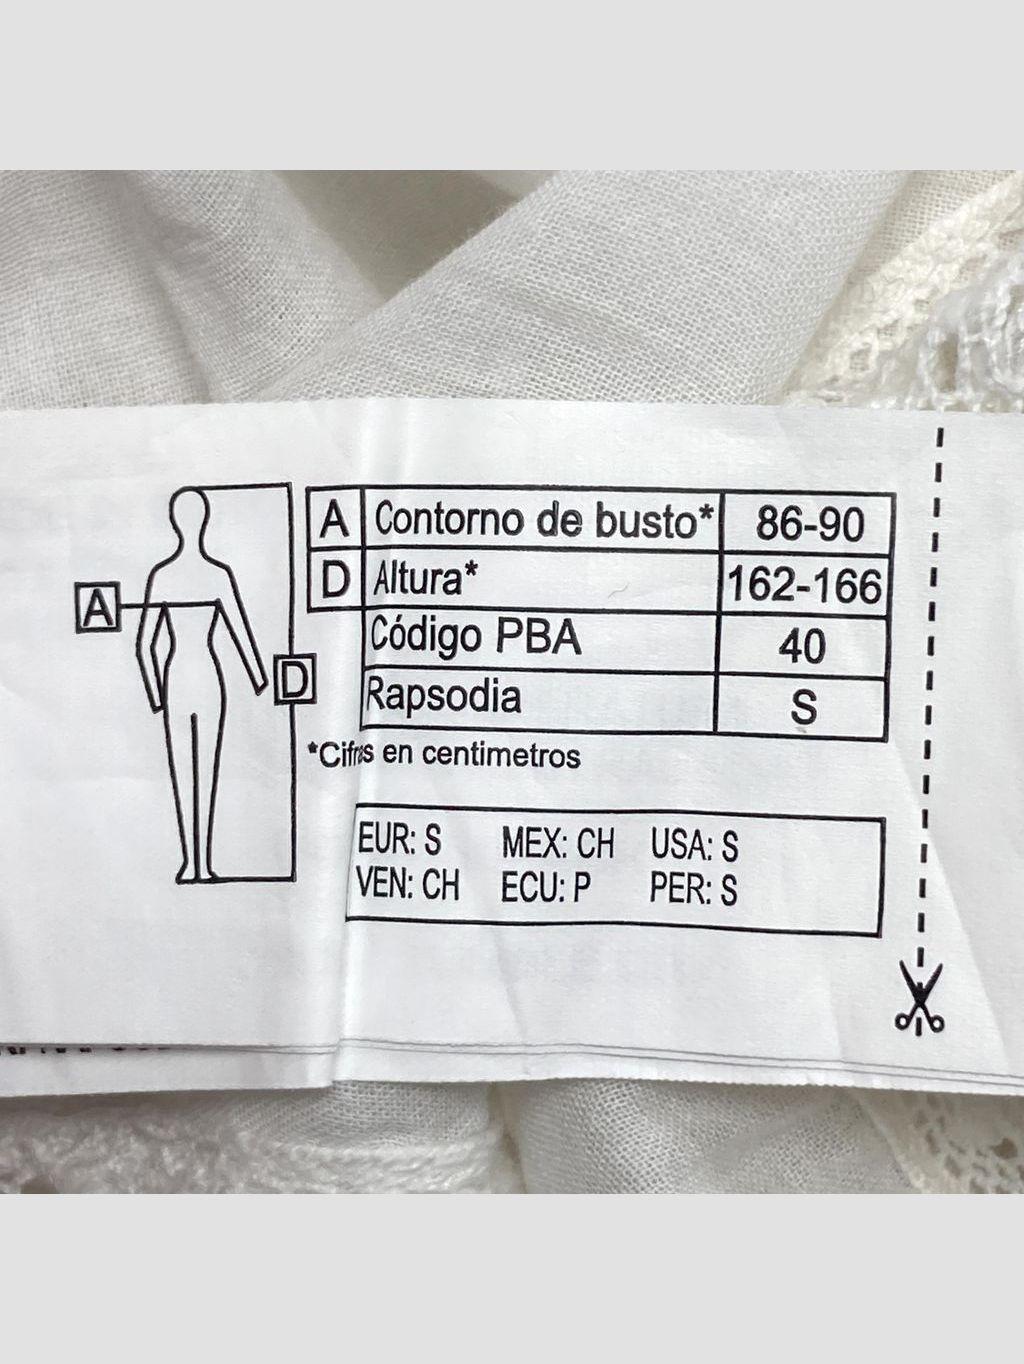 A Contorno de busto* 86-90
D Altura* 162-166
Código PBA 40
Rapsodia S
*Cifras en centimetros
A
D
EUR: S MEX: CH USA: S
VEN: CH ECU: P PER: S